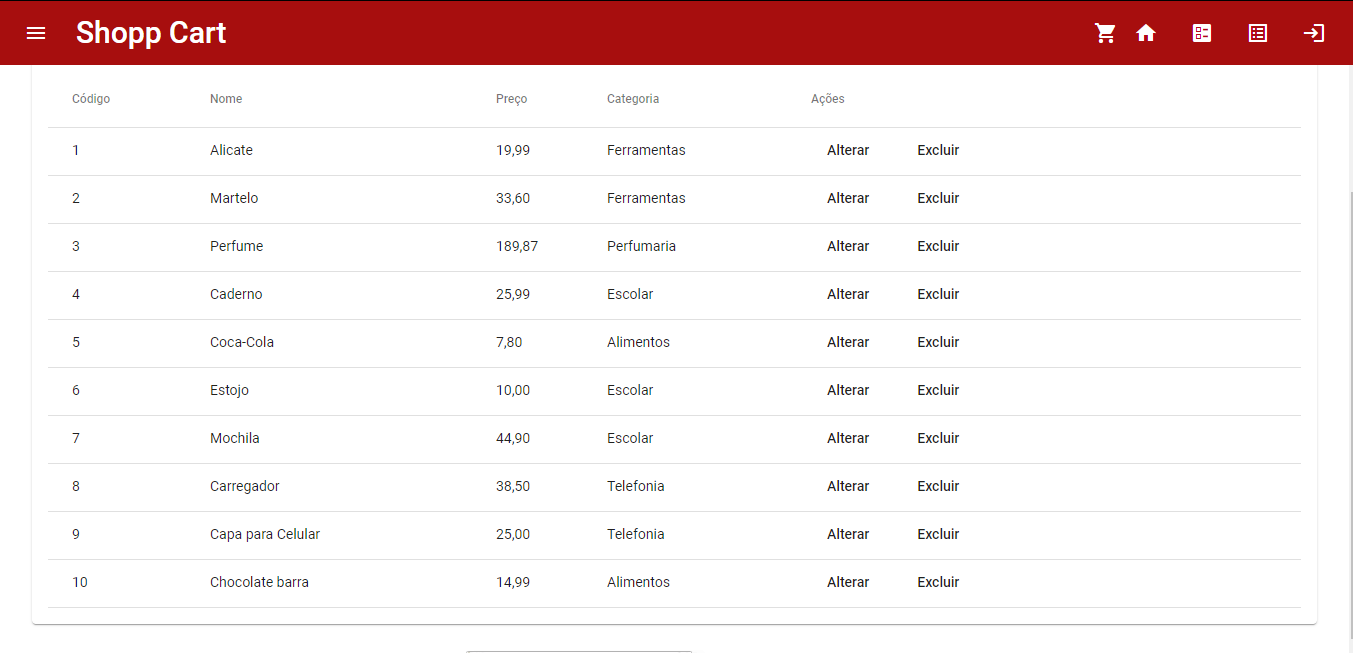 Shopp Cart
Código Nome Preço Categoria Ações
1 Alicate 19,99 Ferramentas Alterar Excluir
2 Martelo 33,60 Ferramentas Alterar Excluir
3 Perfume 189,87 Perfumaria Alterar Excluir
4 Caderno 25,99 Escolar Alterar Excluir
5 Coca-Cola 7,80 Alimentos Alterar Excluir
6 Estojo 10,00 Escolar Alterar Excluir
7 Mochila 44,90 Escolar Alterar Excluir
8 Carregador 38,50 Telefonia Alterar Excluir
9 Capa para Celular 25,00 Telefonia Alterar Excluir
10 Chocolate barra 14,99 Alimentos Alterar Excluir